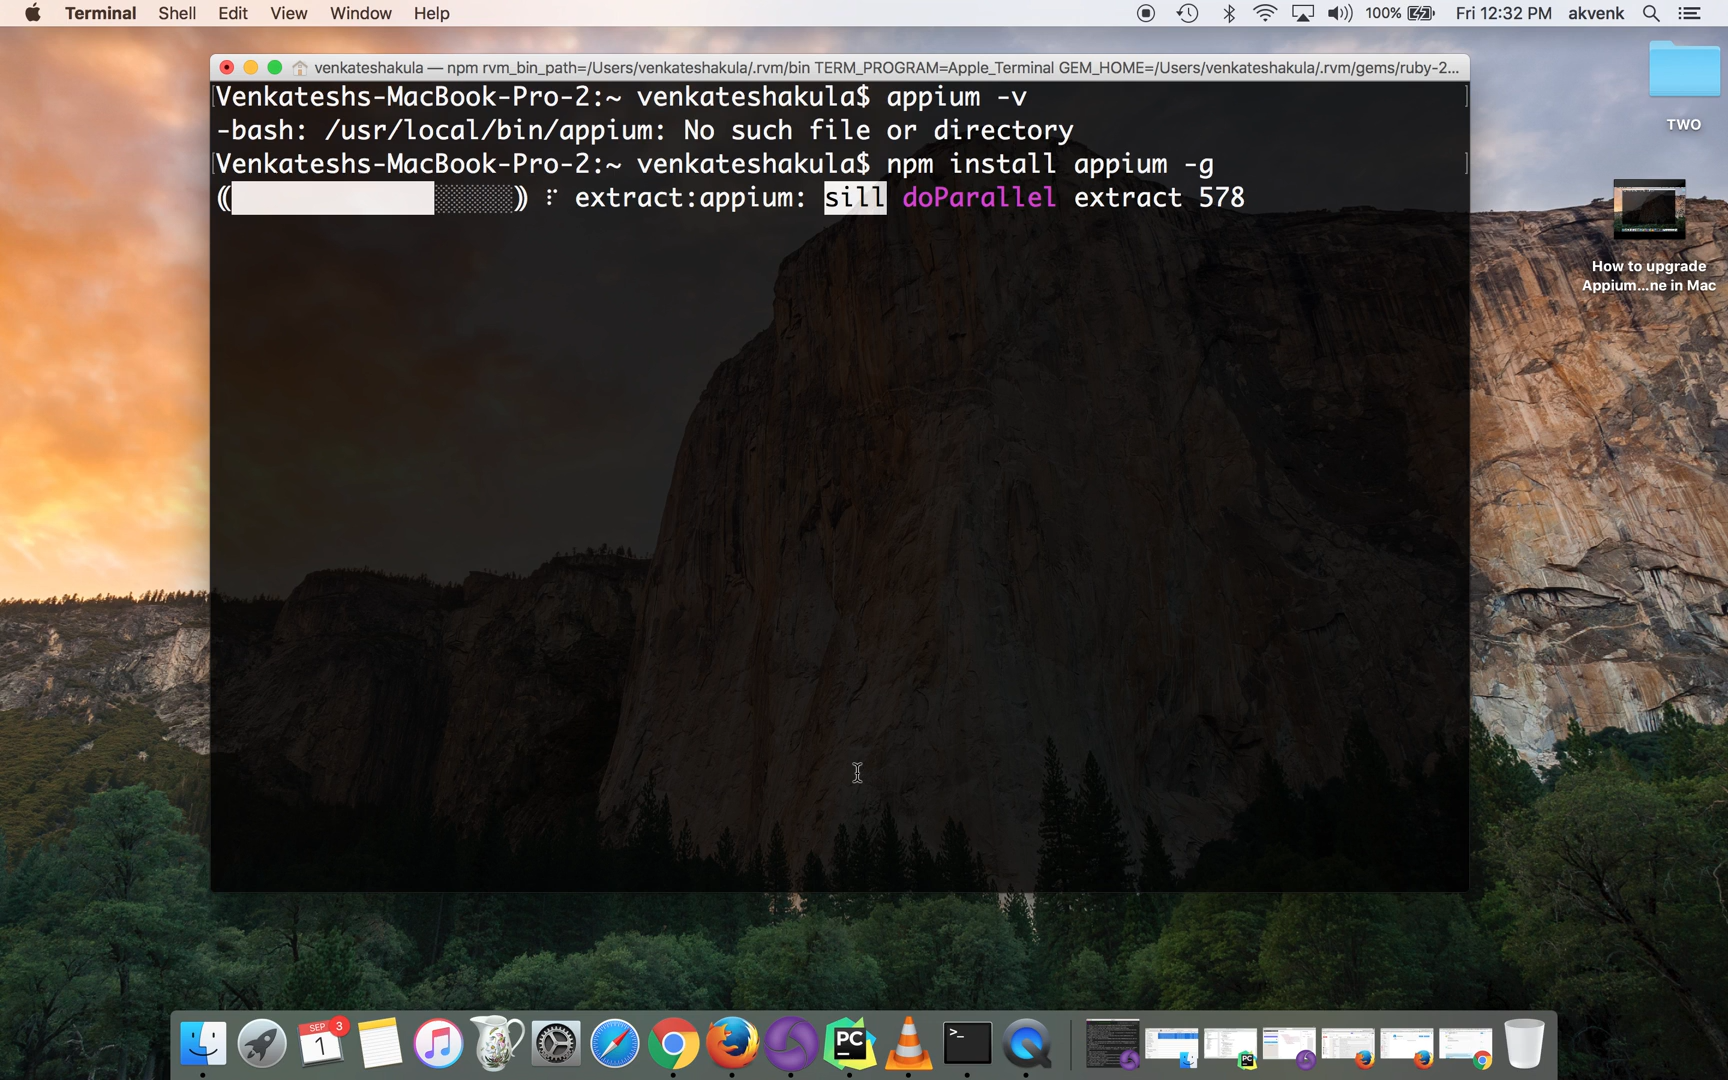 Terminal Shell Edit View Window Help 100% Fri 12:32 PM akvenk
venkateshakula — npm rvm_bin_path=/Users/venkateshakula/.rvm/bin TERM_PROGRAM=Apple_Terminal GEM_HOME=/Users/venkateshakula/.rvm/gems/ruby-2...
Venkateshs-MacBook-Pro-2:~ venkateshakula$ appium -v
-bash: /usr/local/bin/appium: No such file or directory
Venkateshs-MacBook-Pro-2:~ venkateshakula$ npm install appium -g
extract:appium: sill doParallel extract 578
TWO
How to upgrade
Appium...ne in Mac
SEP 3
1
PC
>_